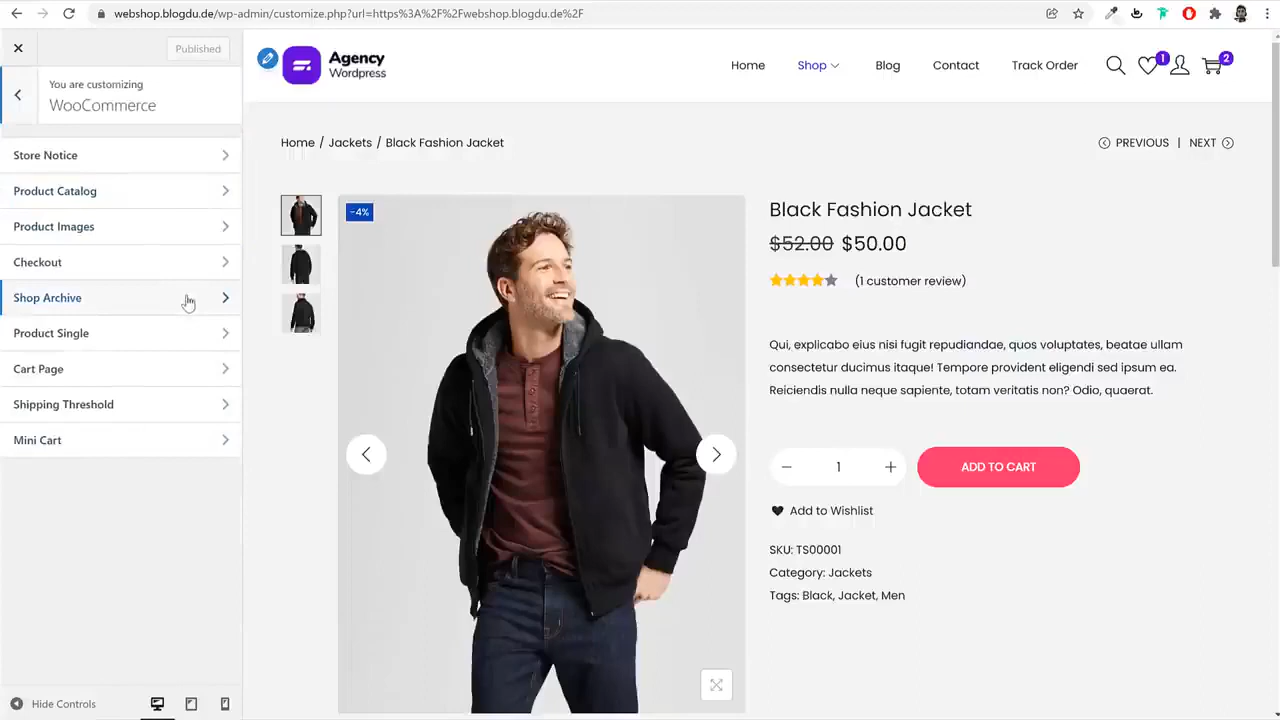 webshop.blogdu.de/wp-admin/customize.php?url=https%3A%2F%2Fwebshop.blogdu.de%2F
Published
You are customizing
WooCommerce
Store Notice
Product Catalog
Product Images
Checkout
Shop Archive
Product Single
Cart Page
Shipping Threshold
Mini Cart
Hide Controls
Agency
Wordpress
Home Shop Blog Contact Track Order 1 2
Home / Jackets / Black Fashion Jacket
PREVIOUS | NEXT
-4%
Black Fashion Jacket
$52.00 $50.00
(1 customer review)
Qui, explicabo eius nisi fugit repudiandae, quos voluptates, beatae ullam
consectetur ducimus itaque! Tempore provident eligendi sed ipsum ea.
Reiciendis nulla neque sapiente, totam veritatis non? Odio, quaerat.
− 1 + ADD TO CART
Add to Wishlist
SKU: TS00001
Category: Jackets
Tags: Black, Jacket, Men